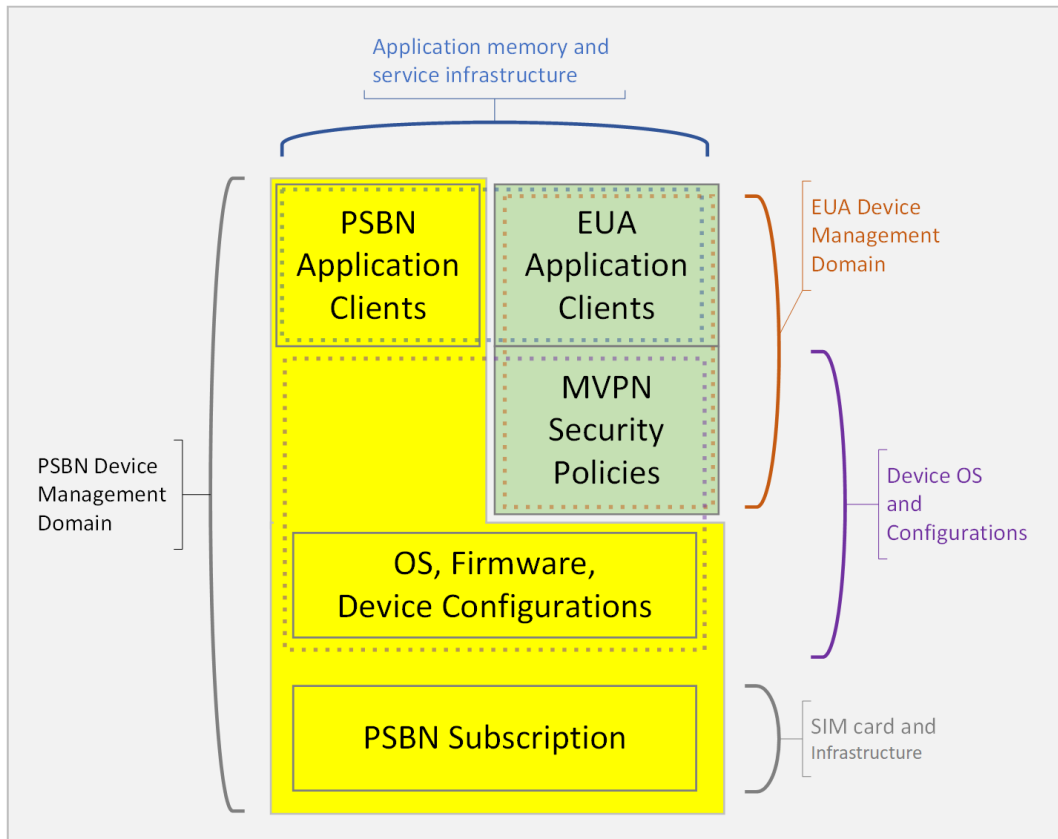 Application memory and
service infrastructure
PSBN
Application
Clients
EUA
Application
Clients
EUA Device
Management
Domain
MVPN
Security
Policies
PSBN Device
Management
Domain
Device OS
and
Configurations
OS, Firmware,
Device Configurations
PSBN Subscription
SIM card and
Infrastructure